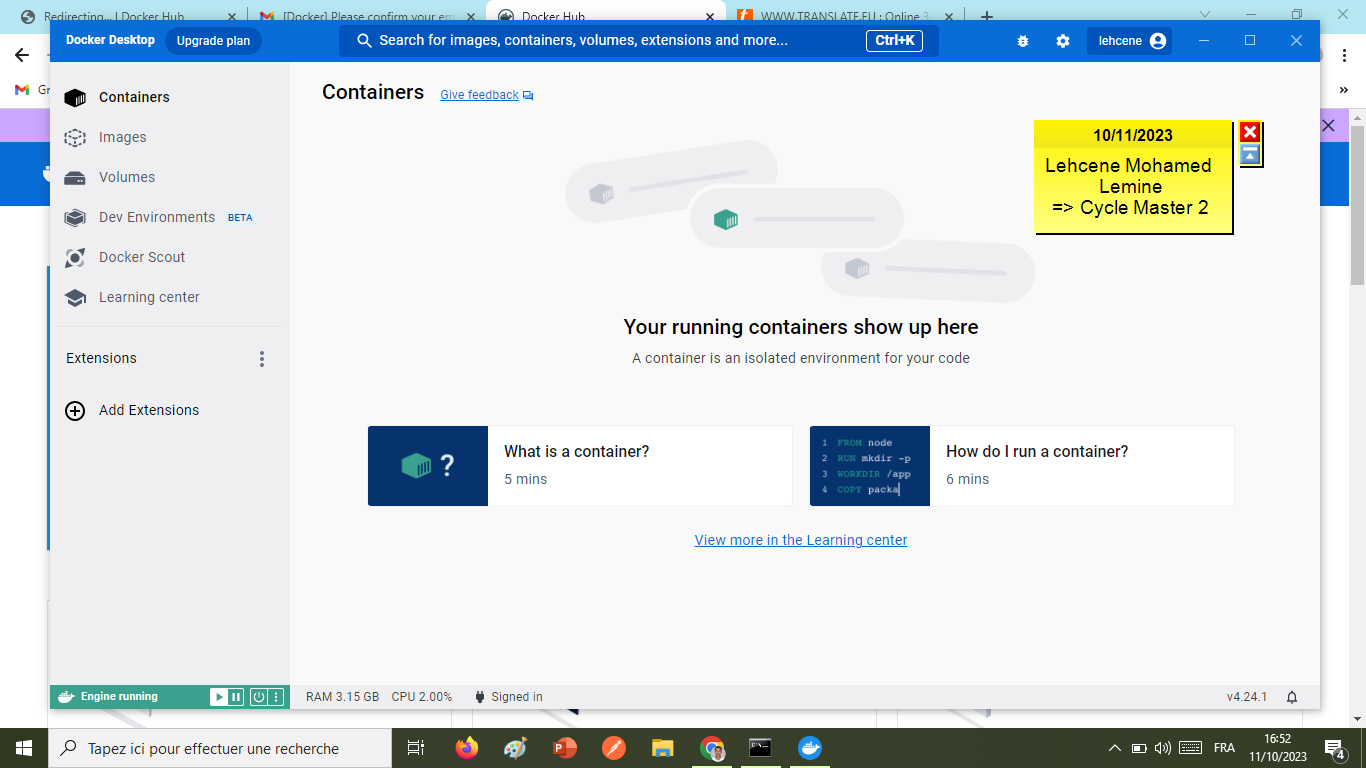 Redirecting... | Docker Hub
[Docker] Please confirm your em
Docker Hub
WWW.TRANSLATE.EU : Online
Docker Desktop
Upgrade plan
Search for images, containers, volumes, extensions and more...
Ctrl+K
lehcene
Containers
Images
Volumes
Dev Environments BETA
Docker Scout
Learning center
Extensions
Add Extensions
Containers
Give feedback
10/11/2023
Lehcene Mohamed
Lemine
=> Cycle Master 2
Your running containers show up here
A container is an isolated environment for your code
?
What is a container?
5 mins
1 FROM node
2 RUN mkdir -p
3 WORKDIR /app
4 COPY packa
How do I run a container?
6 mins
View more in the Learning center
Engine running
RAM 3.15 GB CPU 2.00%
Signed in
v4.24.1
Tapez ici pour effectuer une recherche
FRA
16:52
11/10/2023
4